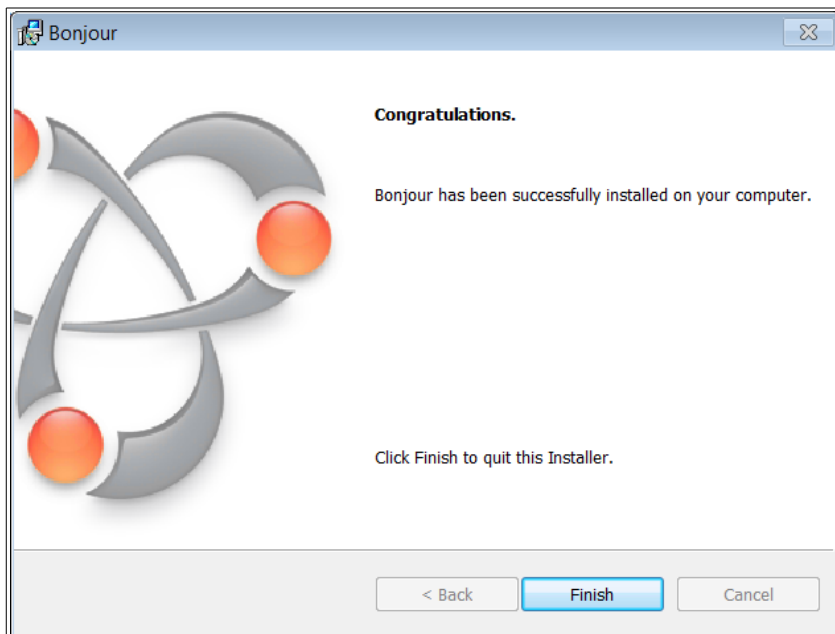 Bonjour
Congratulations.
Bonjour has been successfully installed on your computer.
Click Finish to quit this Installer.
< Back
Finish
Cancel